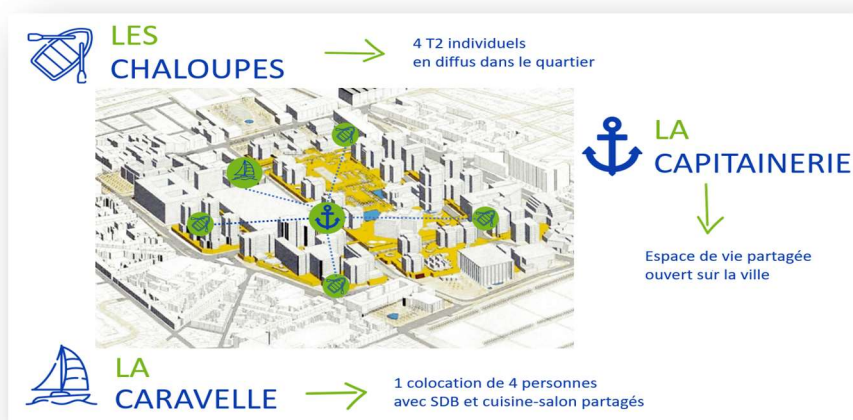 LES
CHALOUPES
4 T2 individuels
en diffus dans le quartier
LA
CAPITAINERIE
Espace de vie partagée
ouvert sur la ville
LA
CARAVELLE
1 colocation de 4 personnes
avec SDB et cuisine-salon partagés